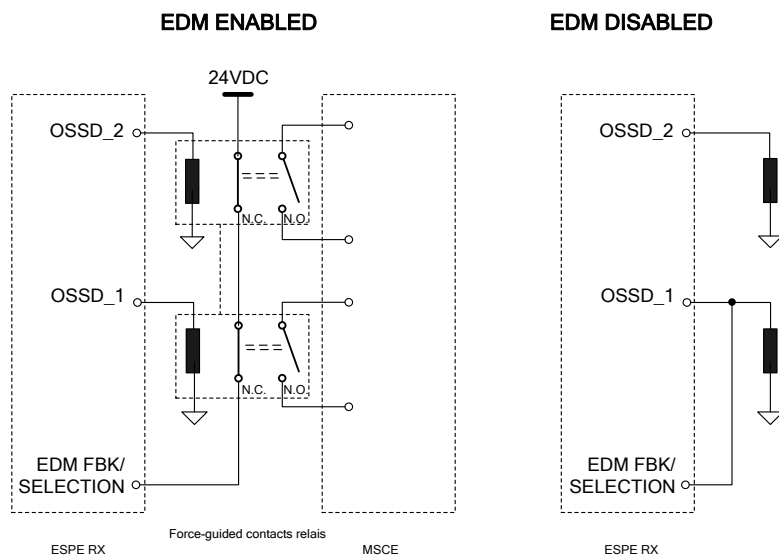 EDM ENABLED
EDM DISABLED
24VDC
OSSD_2
N.C.
N.O.
OSSD_1
N.C.
N.O.
EDM FBK/
SELECTION
Force-guided contacts relais
ESPE RX
MSCE
OSSD_2
OSSD_1
EDM FBK/
SELECTION
ESPE RX